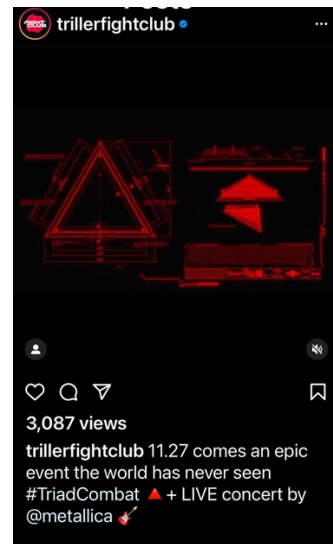 trillerfightclub
3,087 views
trillerfightclub 11.27 comes an epic
event the world has never seen
#TriadCombat 🔺 + LIVE concert by
@metallica 🎸